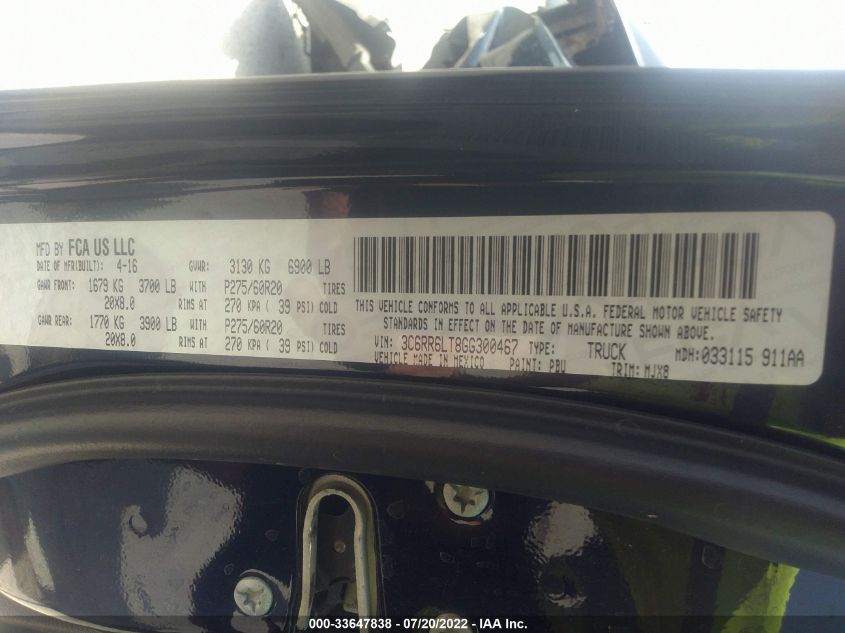 MFD BY FCA US LLC
DATE OF MFR(BUILT): 4-16 GVWR: 3130 KG 6900 LB
GAWR FRONT: 1679 KG 3700 LB WITH P275/60R20 TIRES
20X8.0 RIMS AT 270 KPA ( 39 PSI) COLD
GAWR REAR: 1770 KG 3900 LB WITH P275/60R20 TIRES
20X8.0 RIMS AT 270 KPA ( 39 PSI) COLD
THIS VEHICLE CONFORMS TO ALL APPLICABLE U.S.A. FEDERAL MOTOR VEHICLE SAFETY
STANDARDS IN EFFECT ON THE DATE OF MANUFACTURE SHOWN ABOVE.
VIN: 3C6RR6LT8GG300467 TYPE: TRUCK MDH:033115 911AA
VEHICLE MADE IN MEXICO PAINT: PBU TRIM: MJX8
000-33647838 - 07/20/2022 - IAA Inc.